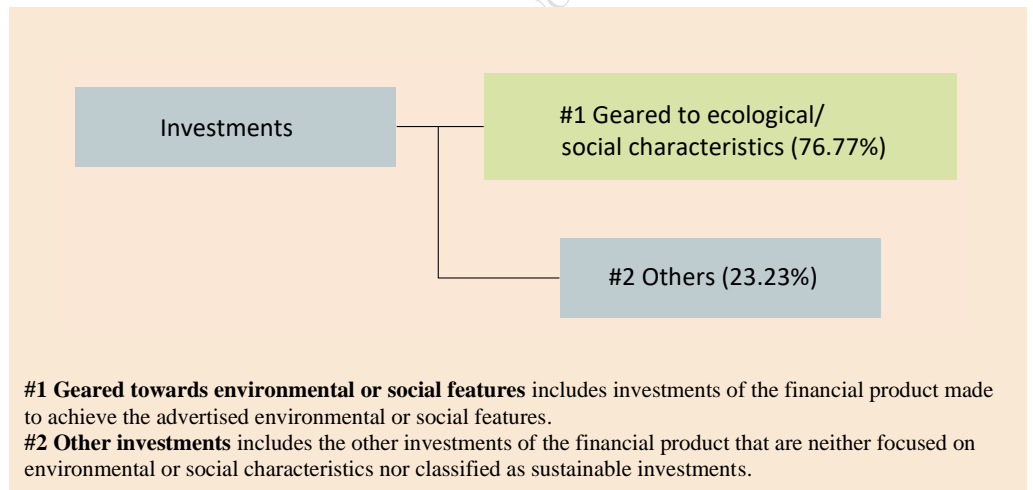 Investments
#1 Geared to ecological/
social characteristics (76.77%)
#2 Others (23.23%)
#1 Geared towards environmental or social features includes investments of the financial product made
to achieve the advertised environmental or social features.
#2 Other investments includes the other investments of the financial product that are neither focused on
environmental or social characteristics nor classified as sustainable investments.